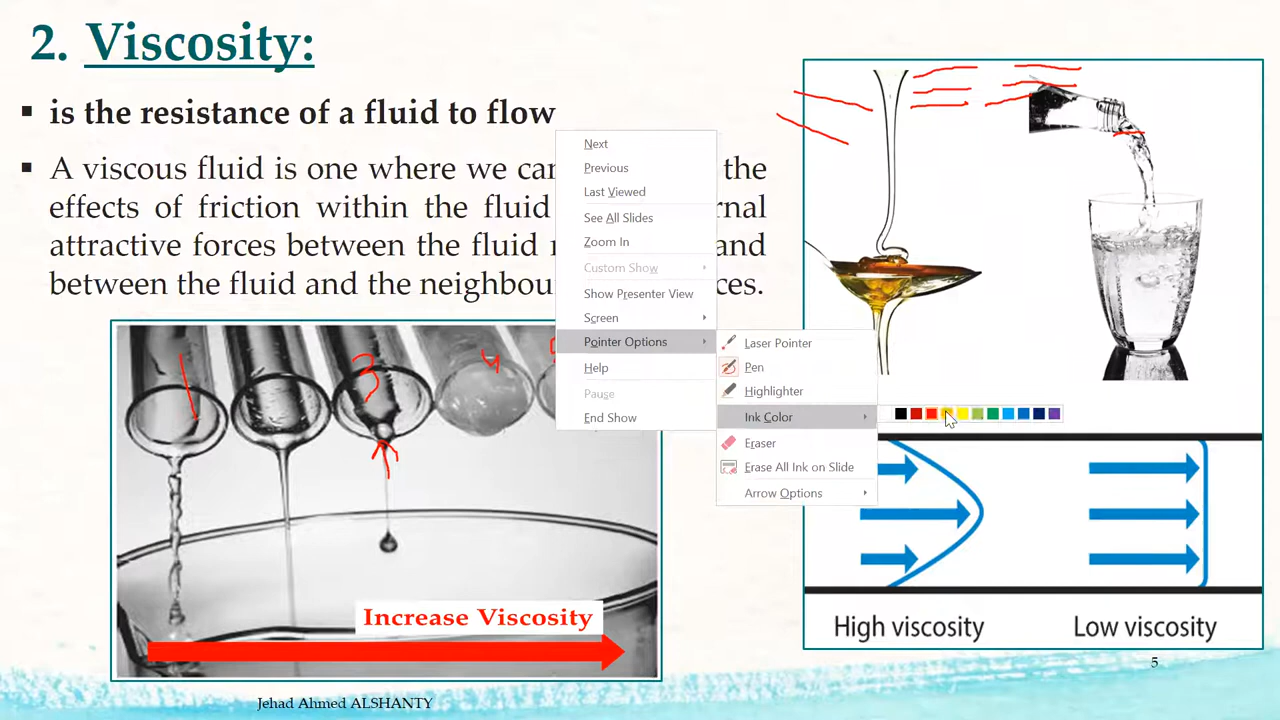 2. Viscosity:
▪ is the resistance of a fluid to flow
▪ A viscous fluid is one where we can the
effects of friction within the fluid
attractive forces between the fluid and
between the fluid and the
Next
Previous
Last Viewed
See All Slides
Zoom In
Custom Show
Show Presenter View
Screen
Pointer Options
Help
Pause
End Show
Laser Pointer
Pen
Highlighter
Ink Color
Eraser
Erase All Ink on Slide
Arrow Options
1 3 4
Increase Viscosity
High viscosity Low viscosity
5
Jehad Ahmed ALSHANTY